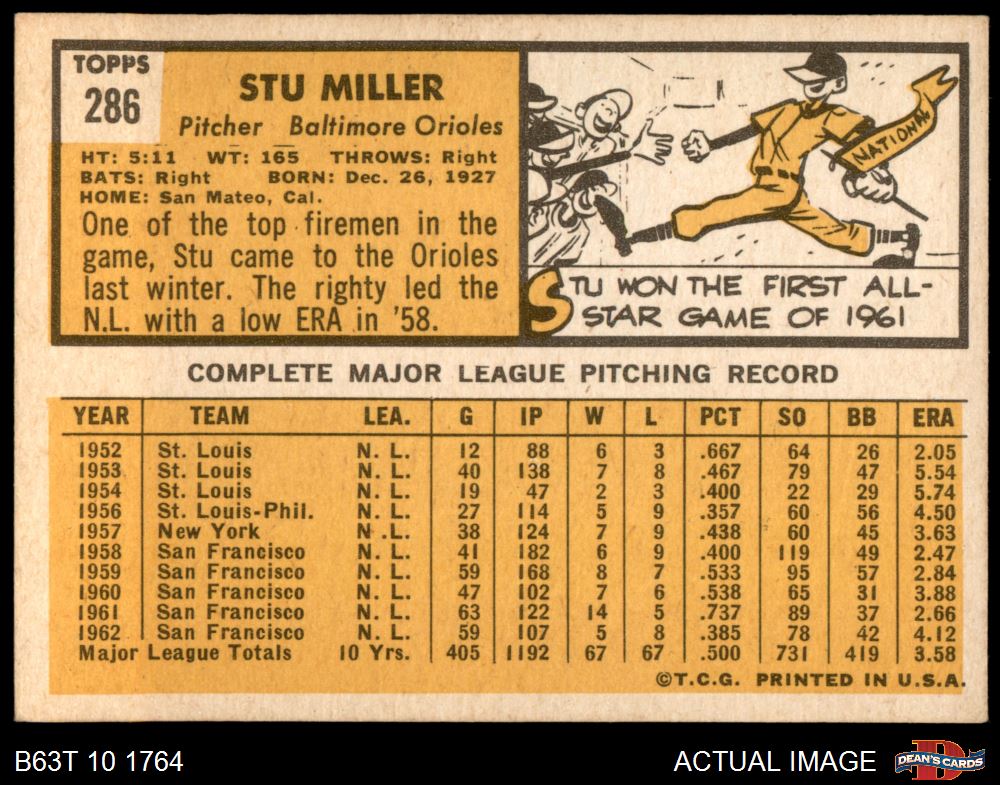 TOPPS
286
STU MILLER
Pitcher Baltimore Orioles
HT: 5:11 WT: 165 THROWS: Right
BATS: Right BORN: Dec. 26, 1927
HOME: San Mateo, Cal.
One of the top firemen in the
game, Stu came to the Orioles
last winter. The righty led the
N.L. with a low ERA in '58.
NATIONAL
STU WON THE FIRST ALL-
STAR GAME OF 1961
COMPLETE MAJOR LEAGUE PITCHING RECORD
YEAR TEAM LEA. G IP W L PCT SO BB ERA
1952 St. Louis N. L. 12 88 6 3 .667 64 26 2.05
1953 St. Louis N. L. 40 138 7 8 .467 79 47 5.54
1954 St. Louis N. L. 19 47 2 3 .400 22 29 5.74
1956 St. Louis-Phil. N. L. 27 114 5 9 .357 60 56 4.50
1957 New York N .L. 38 124 7 9 .438 60 45 3.63
1958 San Francisco N. L. 41 182 6 9 .400 119 49 2.47
1959 San Francisco N. L. 59 168 8 7 .533 95 57 2.84
1960 San Francisco N. L. 47 102 7 6 .538 65 31 3.88
1961 San Francisco N. L. 63 122 14 5 .737 89 37 2.66
1962 San Francisco N. L. 59 107 5 8 .385 78 42 4.12
Major League Totals 10 Yrs. 405 1192 67 67 .500 731 419 3.58
©T.C.G. PRINTED IN U.S.A.
B63T 10 1764
ACTUAL IMAGE
DEAN'S CARDS